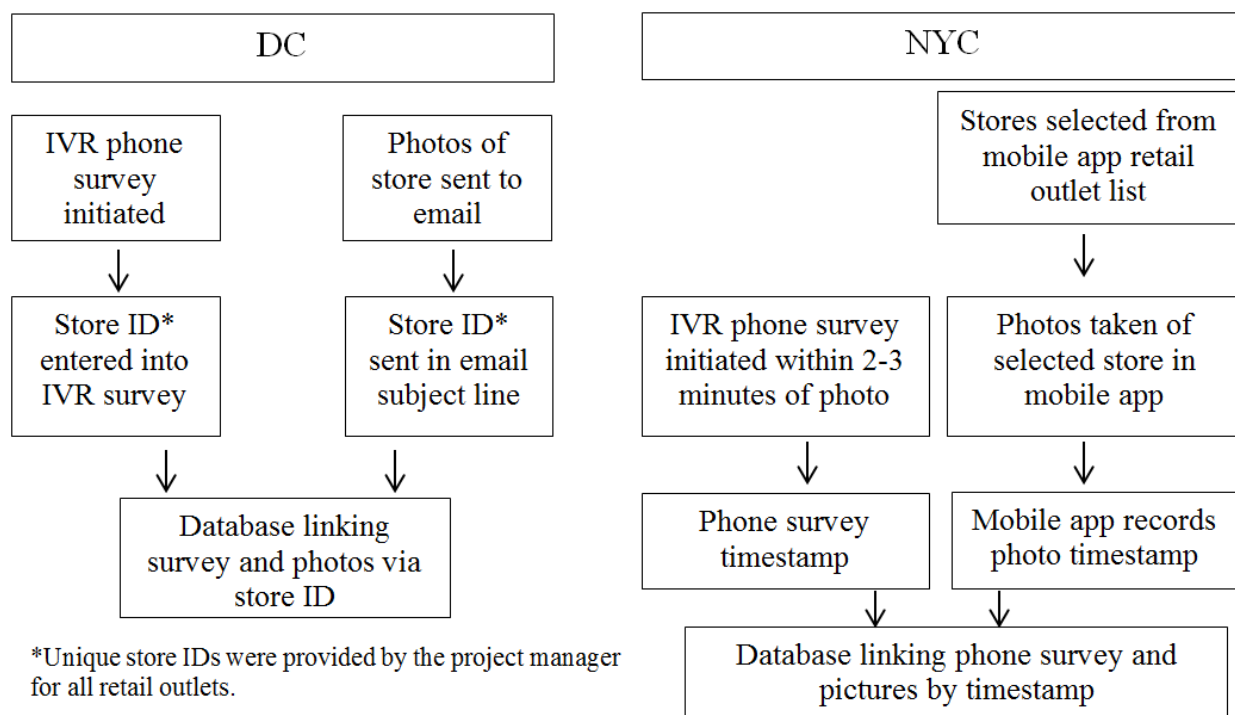 DC
IVR phone
survey
initiated
Photos of
store sent to
email
Store ID*
entered into
IVR survey
Store ID*
sent in email
subject line
Database linking
survey and photos via
store ID
*Unique store IDs were provided by the project manager
for all retail outlets.
NYC
Stores selected from
mobile app retail
outlet list
IVR phone survey
initiated within 2-3
minutes of photo
Photos taken of
selected store in
mobile app
Phone survey
timestamp
Mobile app records
photo timestamp
Database linking phone survey and
pictures by timestamp